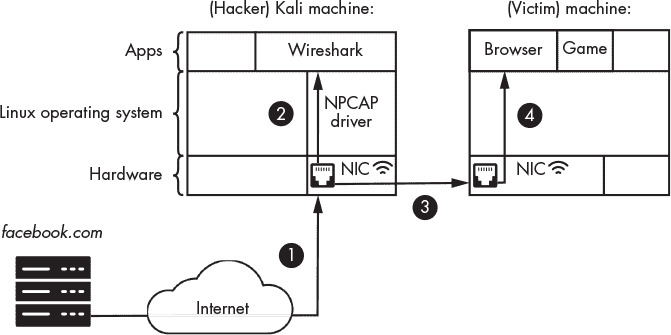 (Hacker) Kali machine:
(Victim) machine:
Apps
Wireshark
Browser
Game
Linux operating system
2
NPCAP
driver
4
Hardware
NIC
NIC
3
facebook.com
1
Internet